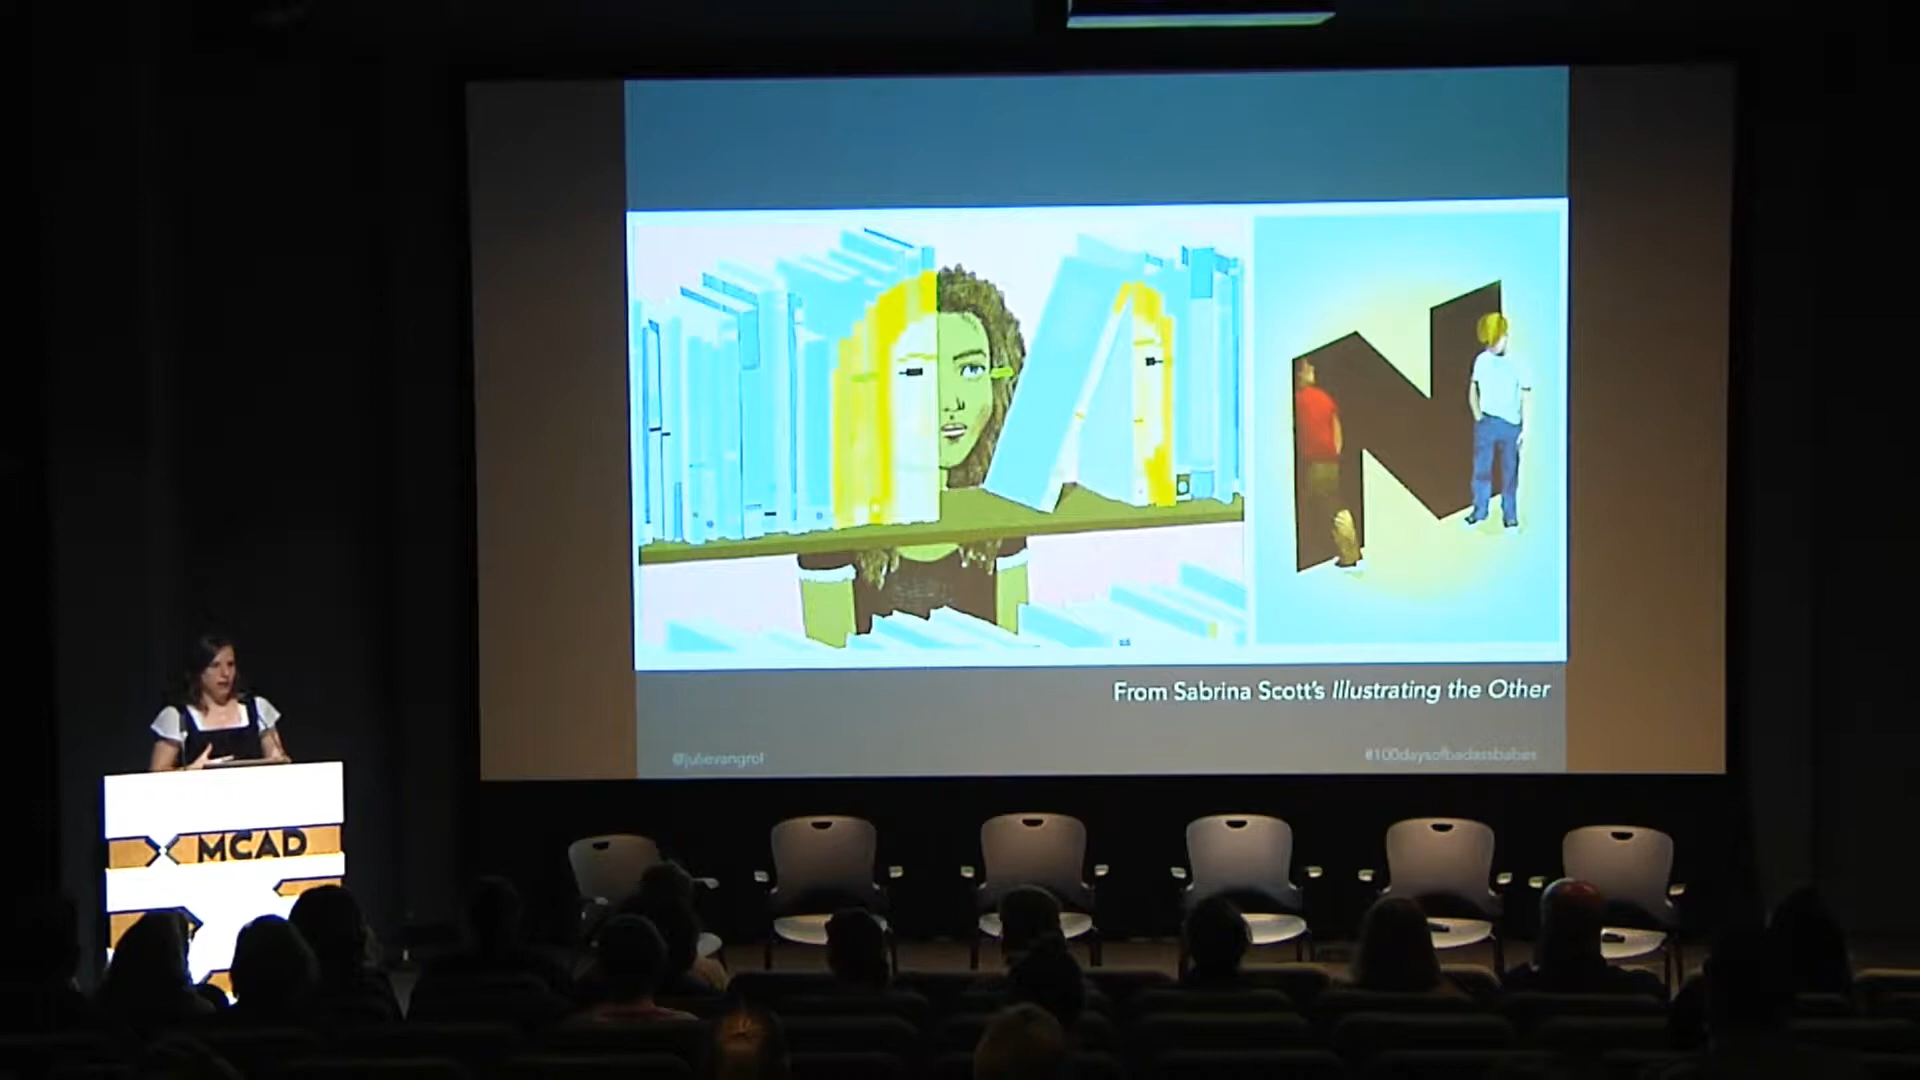 From Sabrina Scott's Illustrating the Other
@julievangrol
#100daysofbadassbabes
MCAD